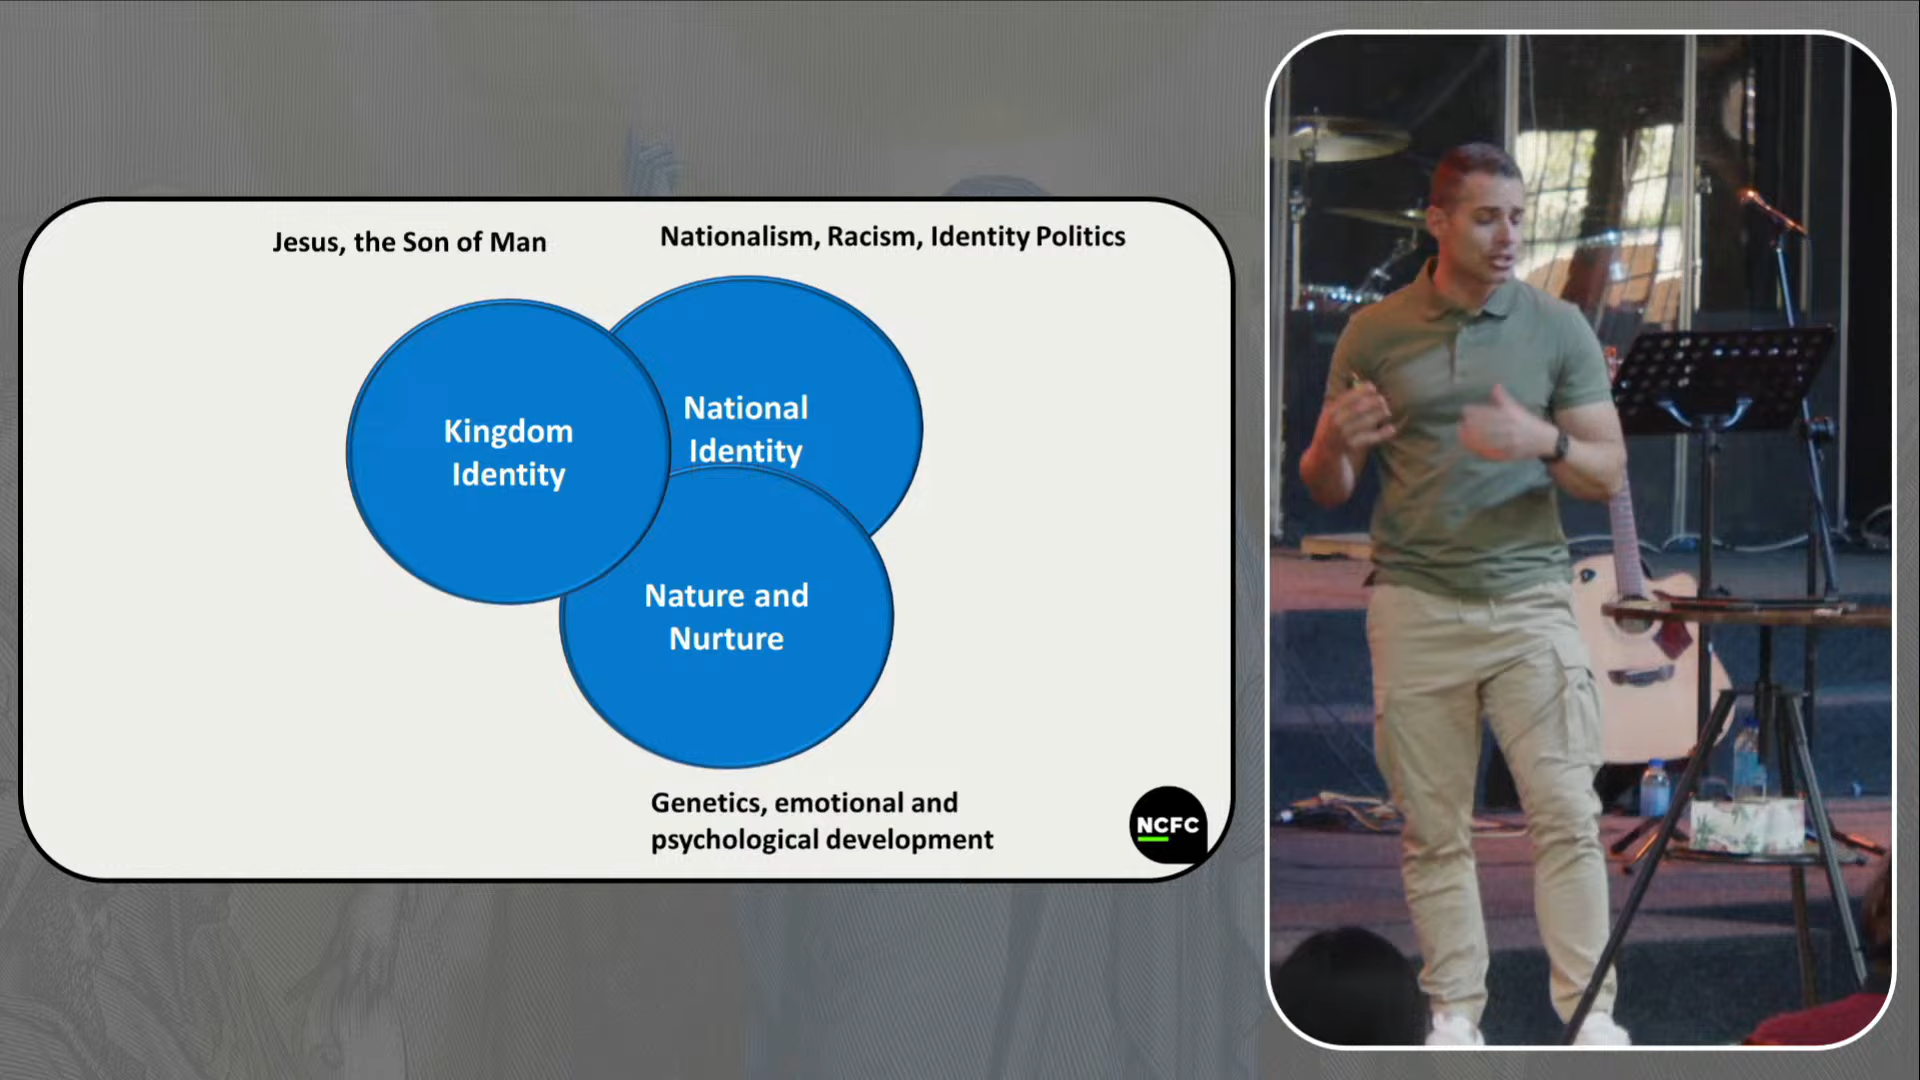 Jesus, the Son of Man
Nationalism, Racism, Identity Politics
Kingdom
Identity
National
Identity
Nature and
Nurture
Genetics, emotional and
psychological development
NCFC